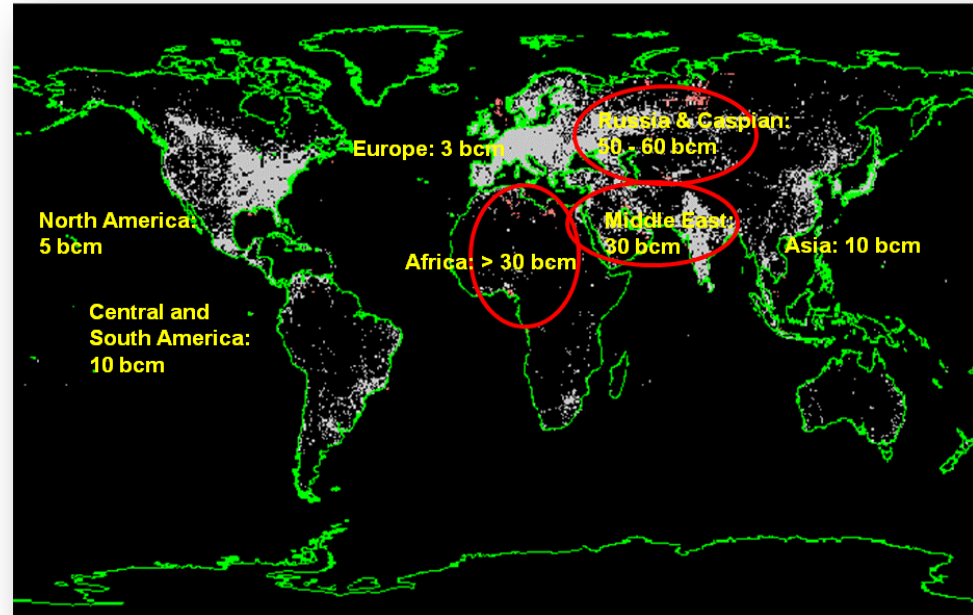 Russia & Caspian:
50 - 60 bcm
Europe: 3 bcm
North America:
5 bcm
Middle East:
30 bcm
Asia: 10 bcm
Africa: > 30 bcm
Central and
South America:
10 bcm